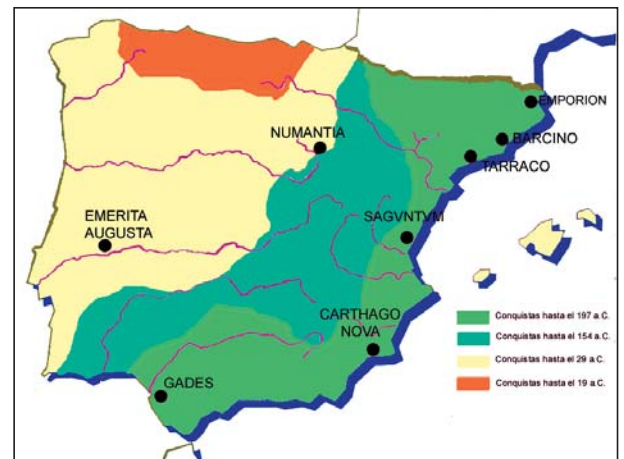 EMPORION
BARCINO
TARRACO
NUMANTIA
SAGVNTVM
EMERITA
AUGUSTA
CARTHAGO
NOVA
GADES
Conquistas hasta el 197 a.C.
Conquistas hasta el 154 a.C.
Conquistas hasta el 29 a.C.
Conquistas hasta el 19 a.C.